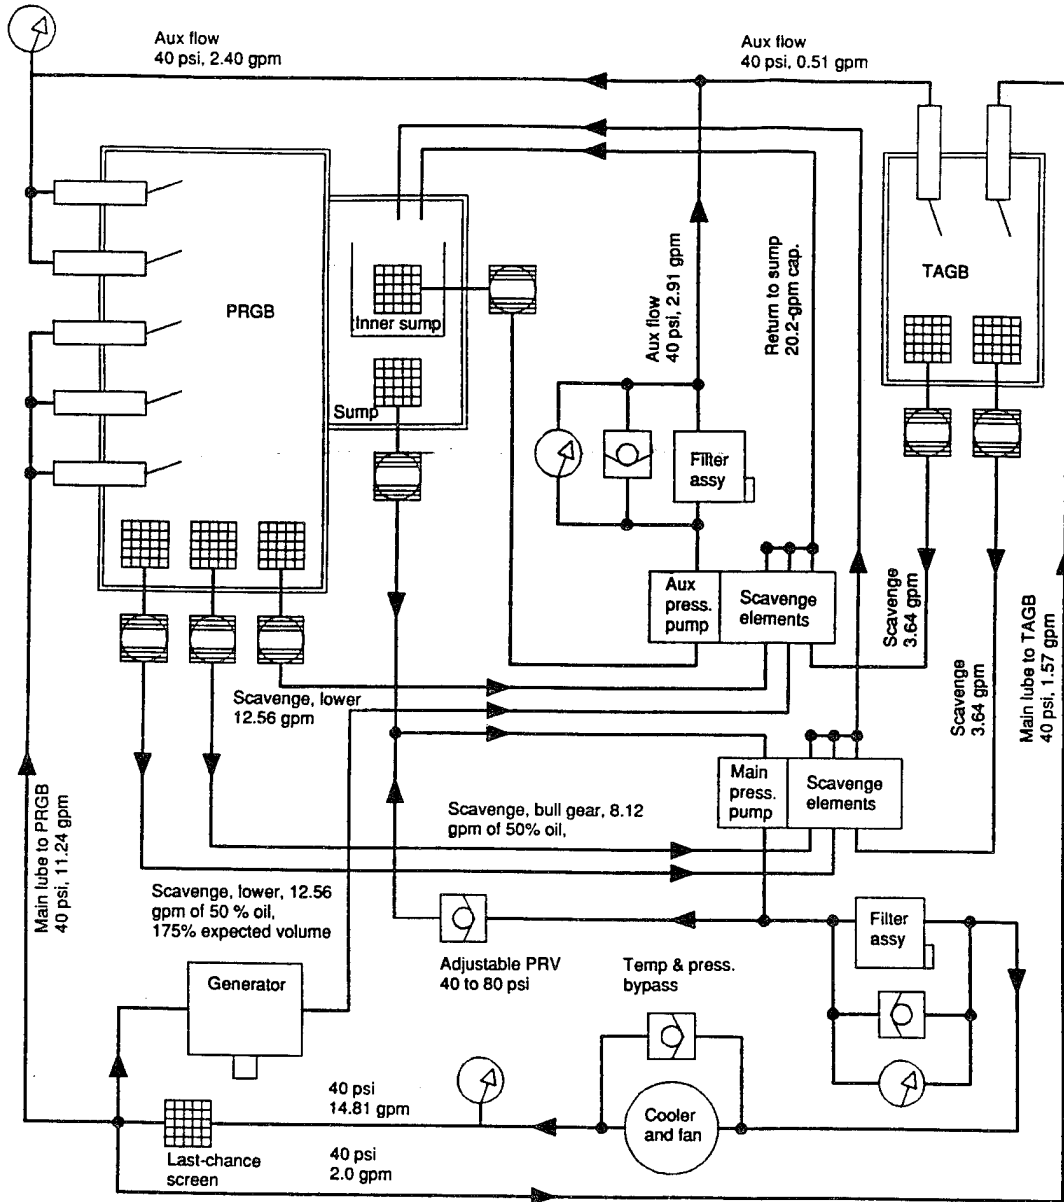 Aux flow
40 psi, 2.40 gpm
Aux flow
40 psi, 0.51 gpm
PRGB
Inner sump
Sump
Aux flow
40 psi, 2.91 gpm
Return to sump
20.2-gpm cap.
TAGB
Filter
assy
Aux
press.
pump
Scavenge
elements
Scavenge
3.64 gpm
Scavenge
3.64 gpm
Main lube to TAGB
40 psi, 1.57 gpm
Scavenge, lower
12.56 gpm
Main
press.
pump
Scavenge
elements
Scavenge, bull gear, 8.12
gpm of 50% oil,
Main lube to PRGB
40 psi, 11.24 gpm
Scavenge, lower, 12.56
gpm of 50 % oil,
175% expected volume
Adjustable PRV
40 to 80 psi
Temp & press.
bypass
Filter
assy
Generator
40 psi
14.81 gpm
Cooler
and fan
Last-chance
screen
40 psi
2.0 gpm